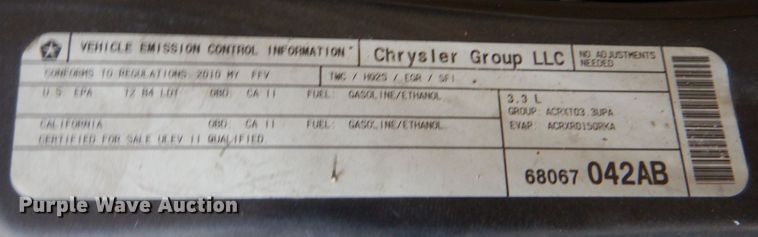 VEHICLE EMISSION CONTROL INFORMATION Chrysler Group LLC NO ADJUSTMENTS NEEDED
CONFORMS TO REGULATIONS: 2010 MY FFV TWC / HO2S / EGR / SFI
U.S. EPA T2 B4 LDT OBD: CA II FUEL: GASOLINE/ETHANOL
CALIFORNIA OBD: CA II FUEL: GASOLINE/ETHANOL
CERTIFIED FOR SALE ULEV II QUALIFIED
3.3 L
GROUP: ACRXT03.3UPA
EVAP: ACRXR0150RKA
68067 042AB
Purple Wave Auction